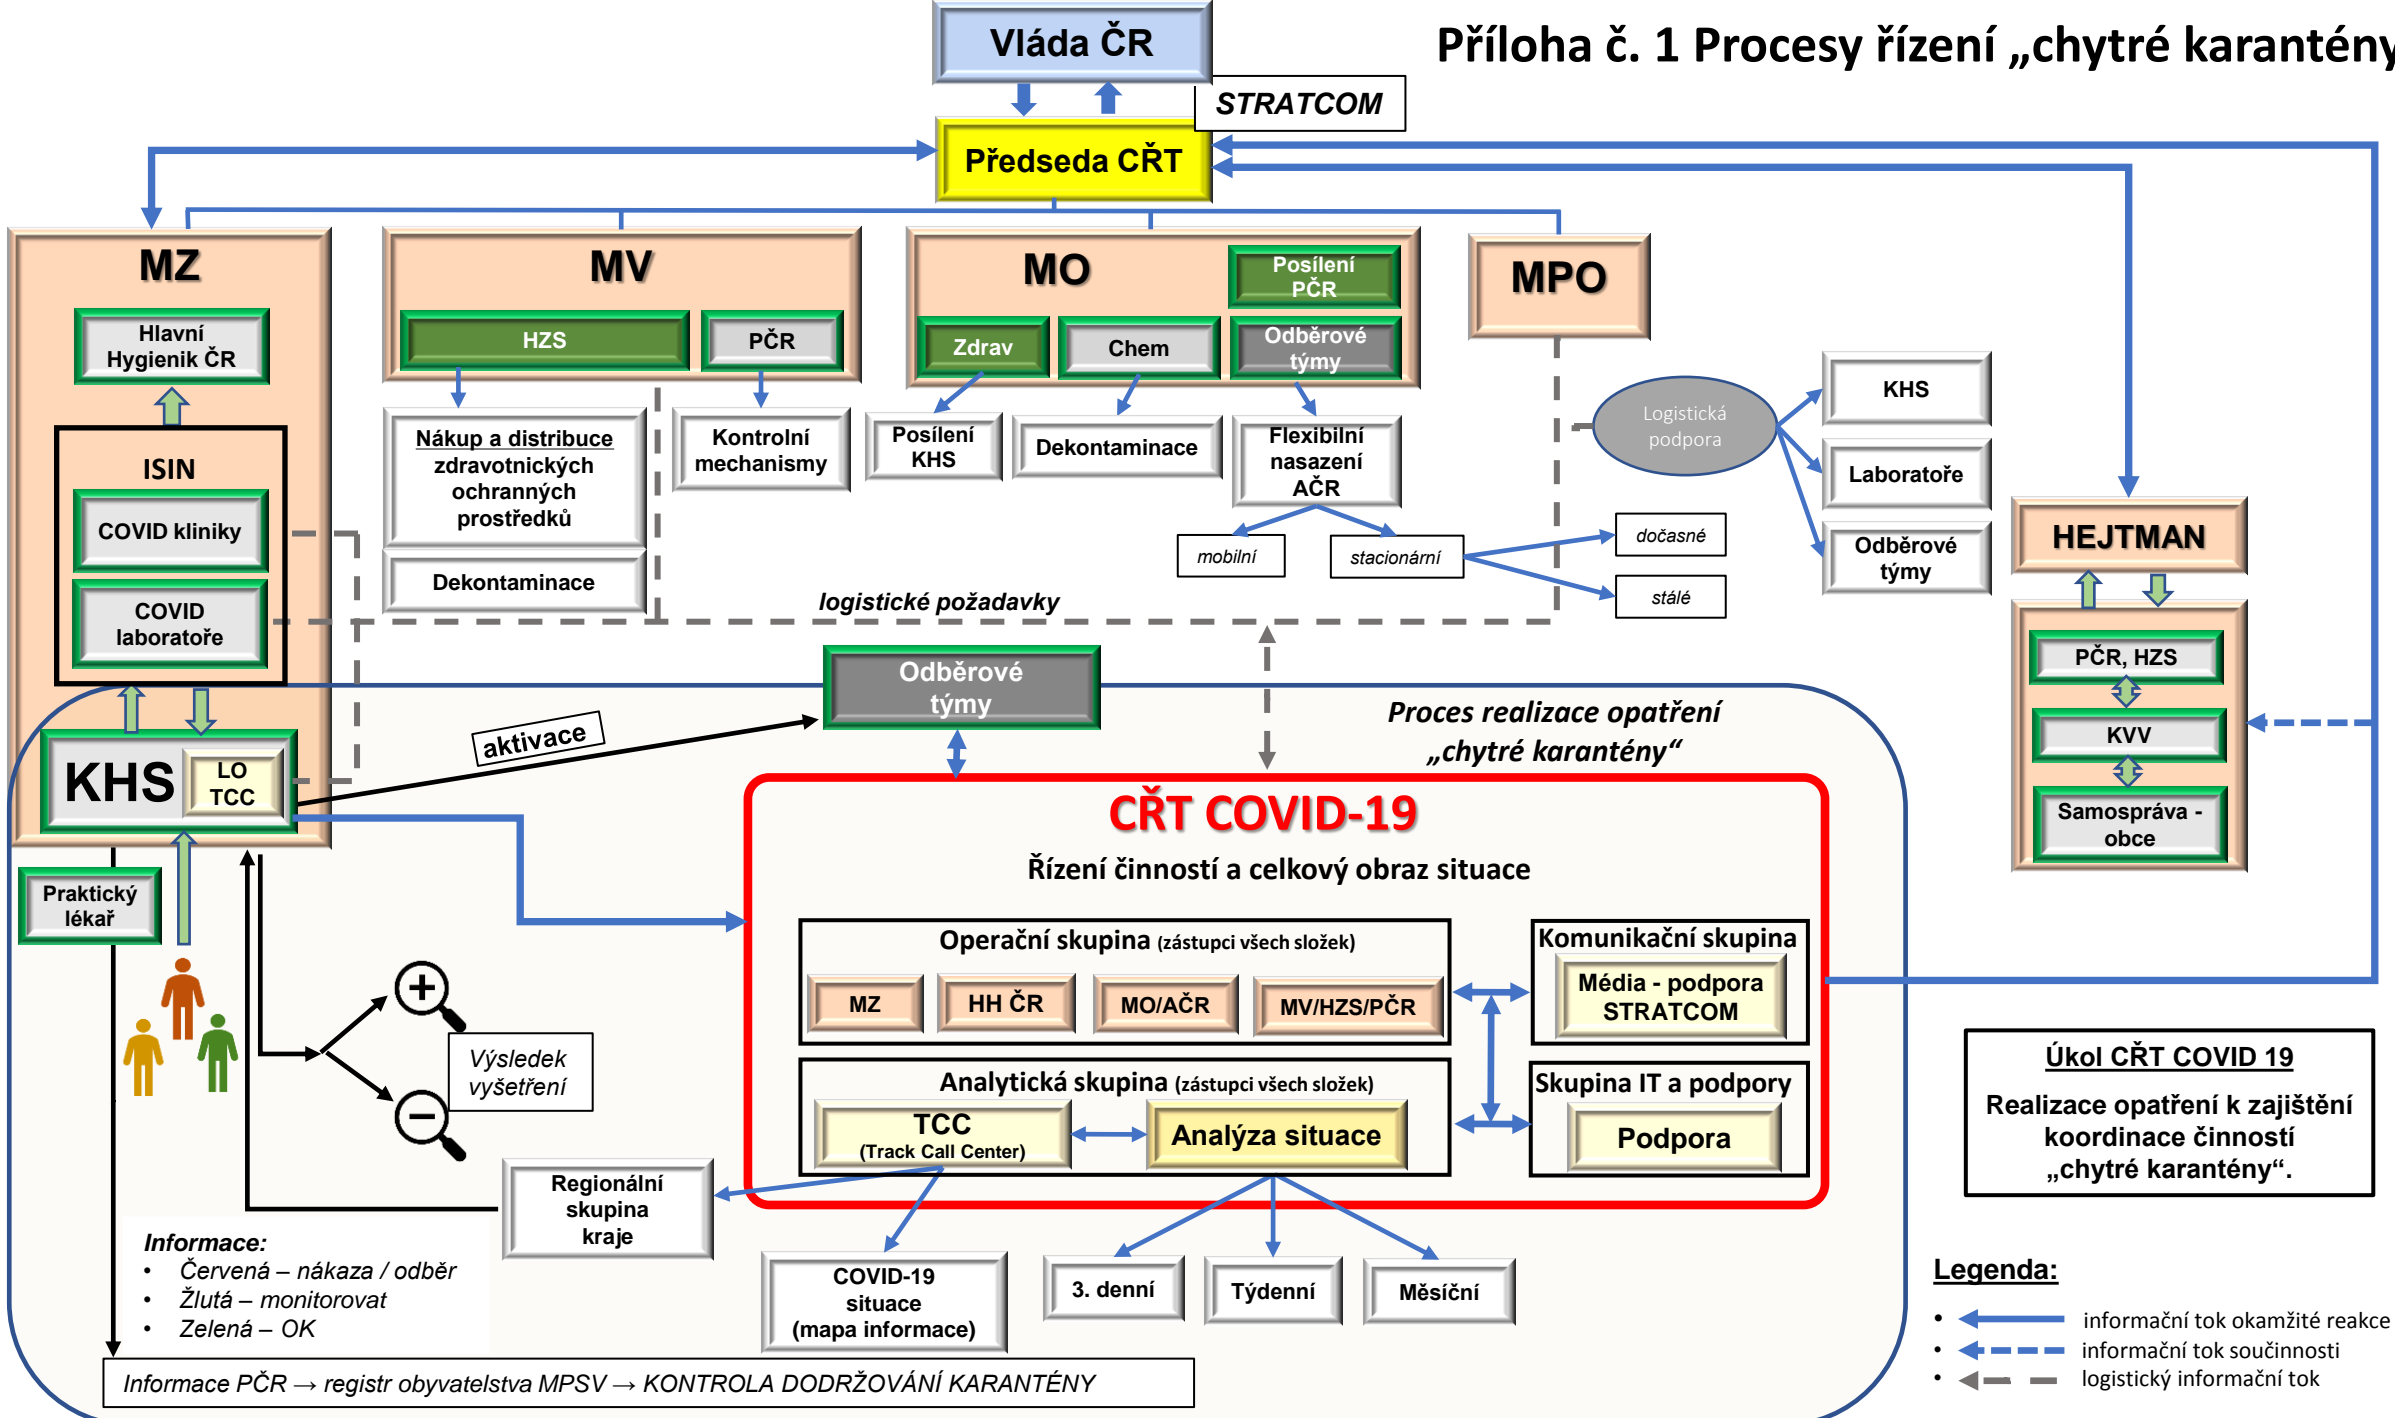 Příloha č. 1 Procesy řízení „chytré karantény
Vláda ČR
STRATCOM
Předseda CŘT
MZ
Hlavní
Hygienik ČR
ISIN
COVID kliniky
COVID
laboratoře
KHS
LO
TCC
Praktický
lékař
MV
HZS
PČR
Nákup a distribuce
zdravotnických
ochranných
prostředků
Dekontaminace
Kontrolní
mechanismy
MO
Posílení
PČR
Zdrav
Chem
Odběrové
týmy
Posílení
KHS
Dekontaminace
Flexibilní
nasazení
AČR
mobilní
stacionární
dočasné
stálé
MPO
Logistická
podpora
KHS
Laboratoře
Odběrové
týmy
HEJTMAN
PČR, HZS
KVV
Samospráva -
obce
logistické požadavky
Odběrové
týmy
aktivace
Proces realizace opatření
„chytré karantény“
CŘT COVID-19
Řízení činností a celkový obraz situace
Operační skupina (zástupci všech složek)
MZ
HH ČR
MO/AČR
MV/HZS/PČR
Komunikační skupina
Média - podpora
STRATCOM
Analytická skupina (zástupci všech složek)
TCC
(Track Call Center)
Analýza situace
Skupina IT a podpory
Podpora
Výsledek
vyšetření
Regionální
skupina
kraje
COVID-19
situace
(mapa informace)
3. denní
Týdenní
Měsíční
Informace:
• Červená – nákaza / odběr
• Žlutá – monitorovat
• Zelená – OK
Informace PČR → registr obyvatelstva MPSV → KONTROLA DODRŽOVÁNÍ KARANTÉNY
Úkol CŘT COVID 19
Realizace opatření k zajištění
koordinace činností
„chytré karantény“.
Legenda:
• informační tok okamžité reakce
• informační tok součinnosti
• logistický informační tok